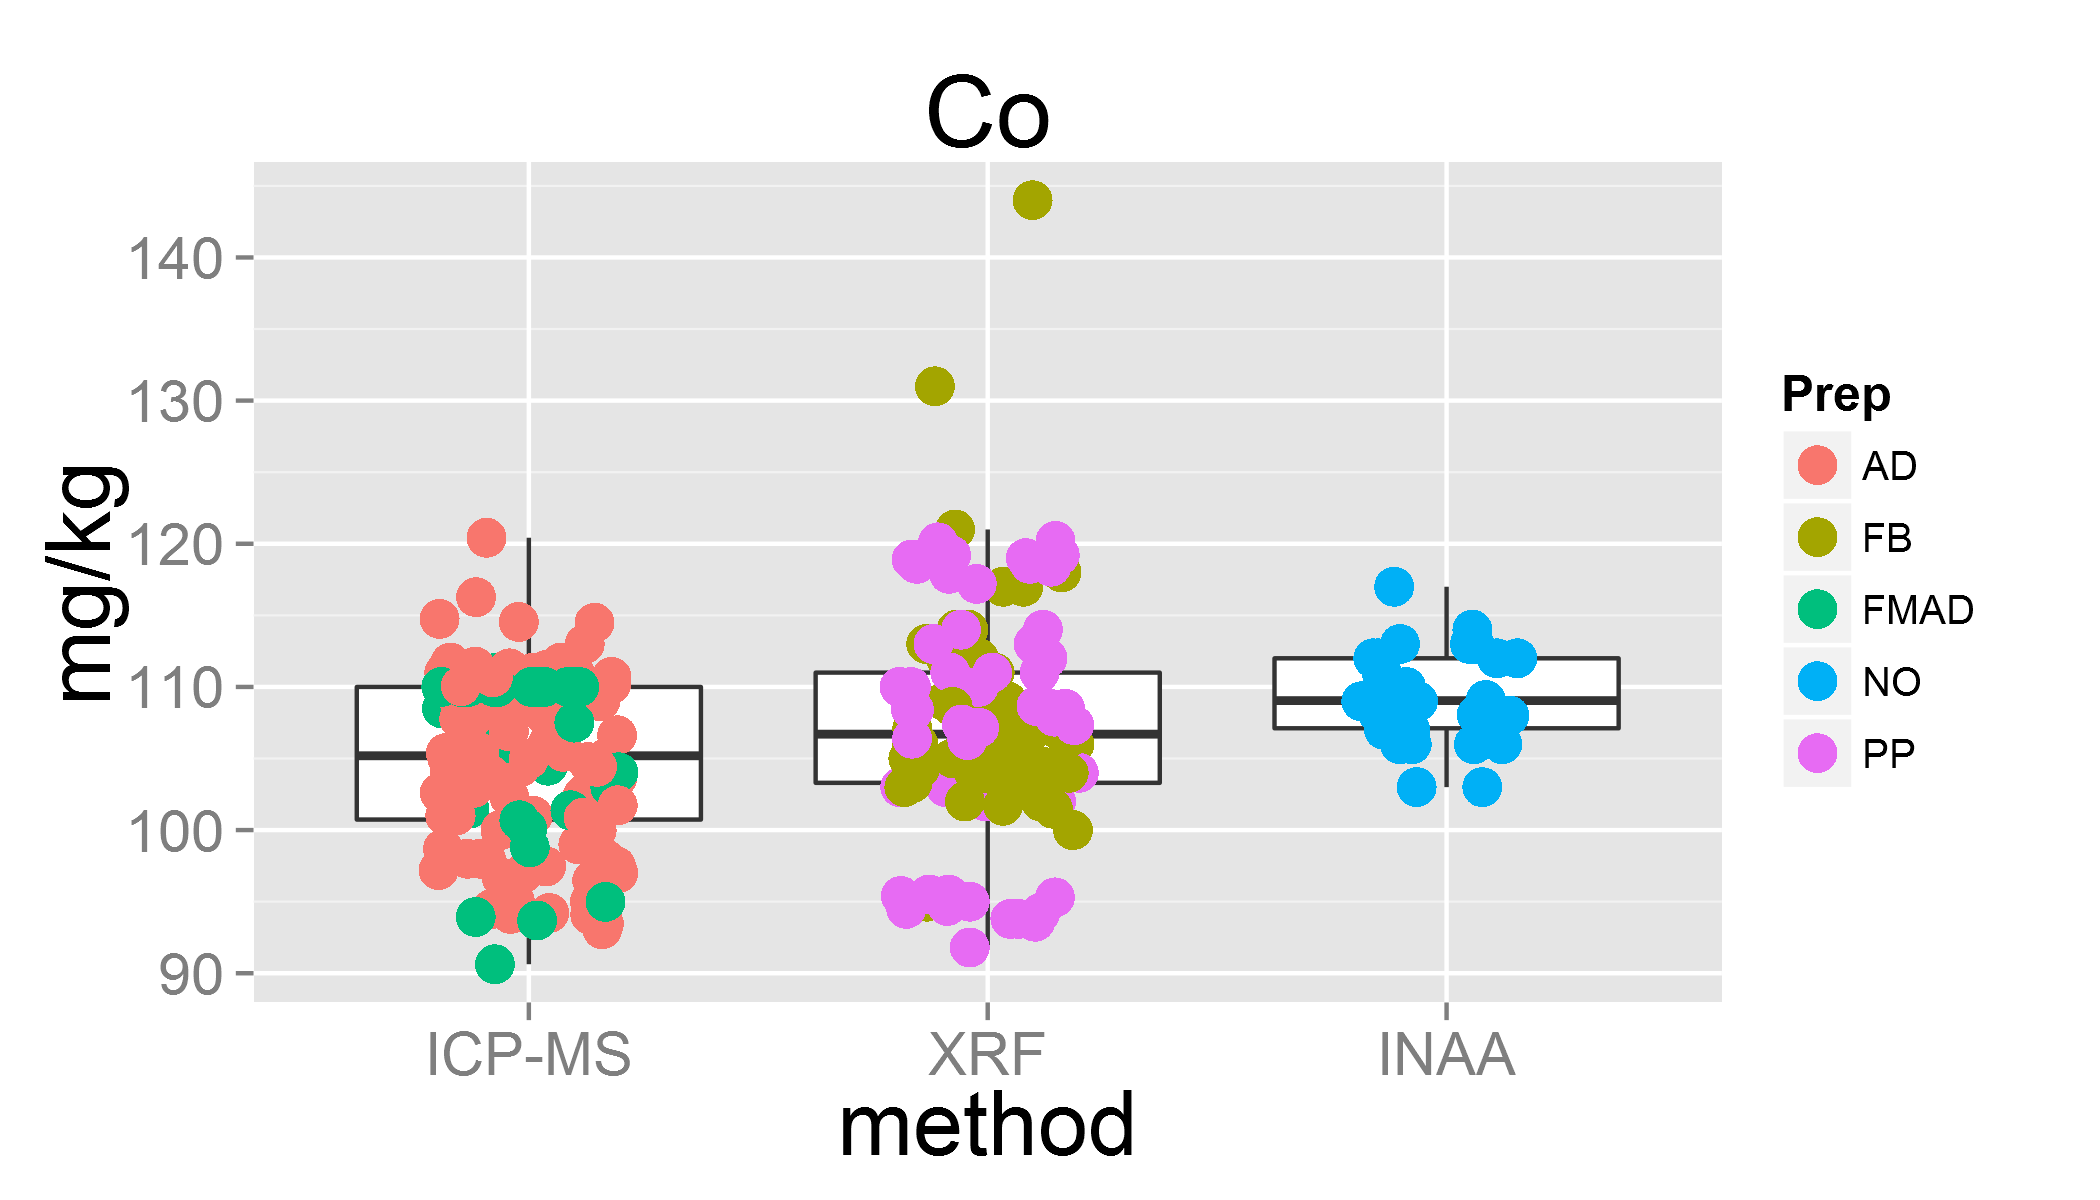 Co
mg/kg
140
130
120
110
100
90
ICP-MS XRF INAA
method
Prep
AD
FB
FMAD
NO
PP